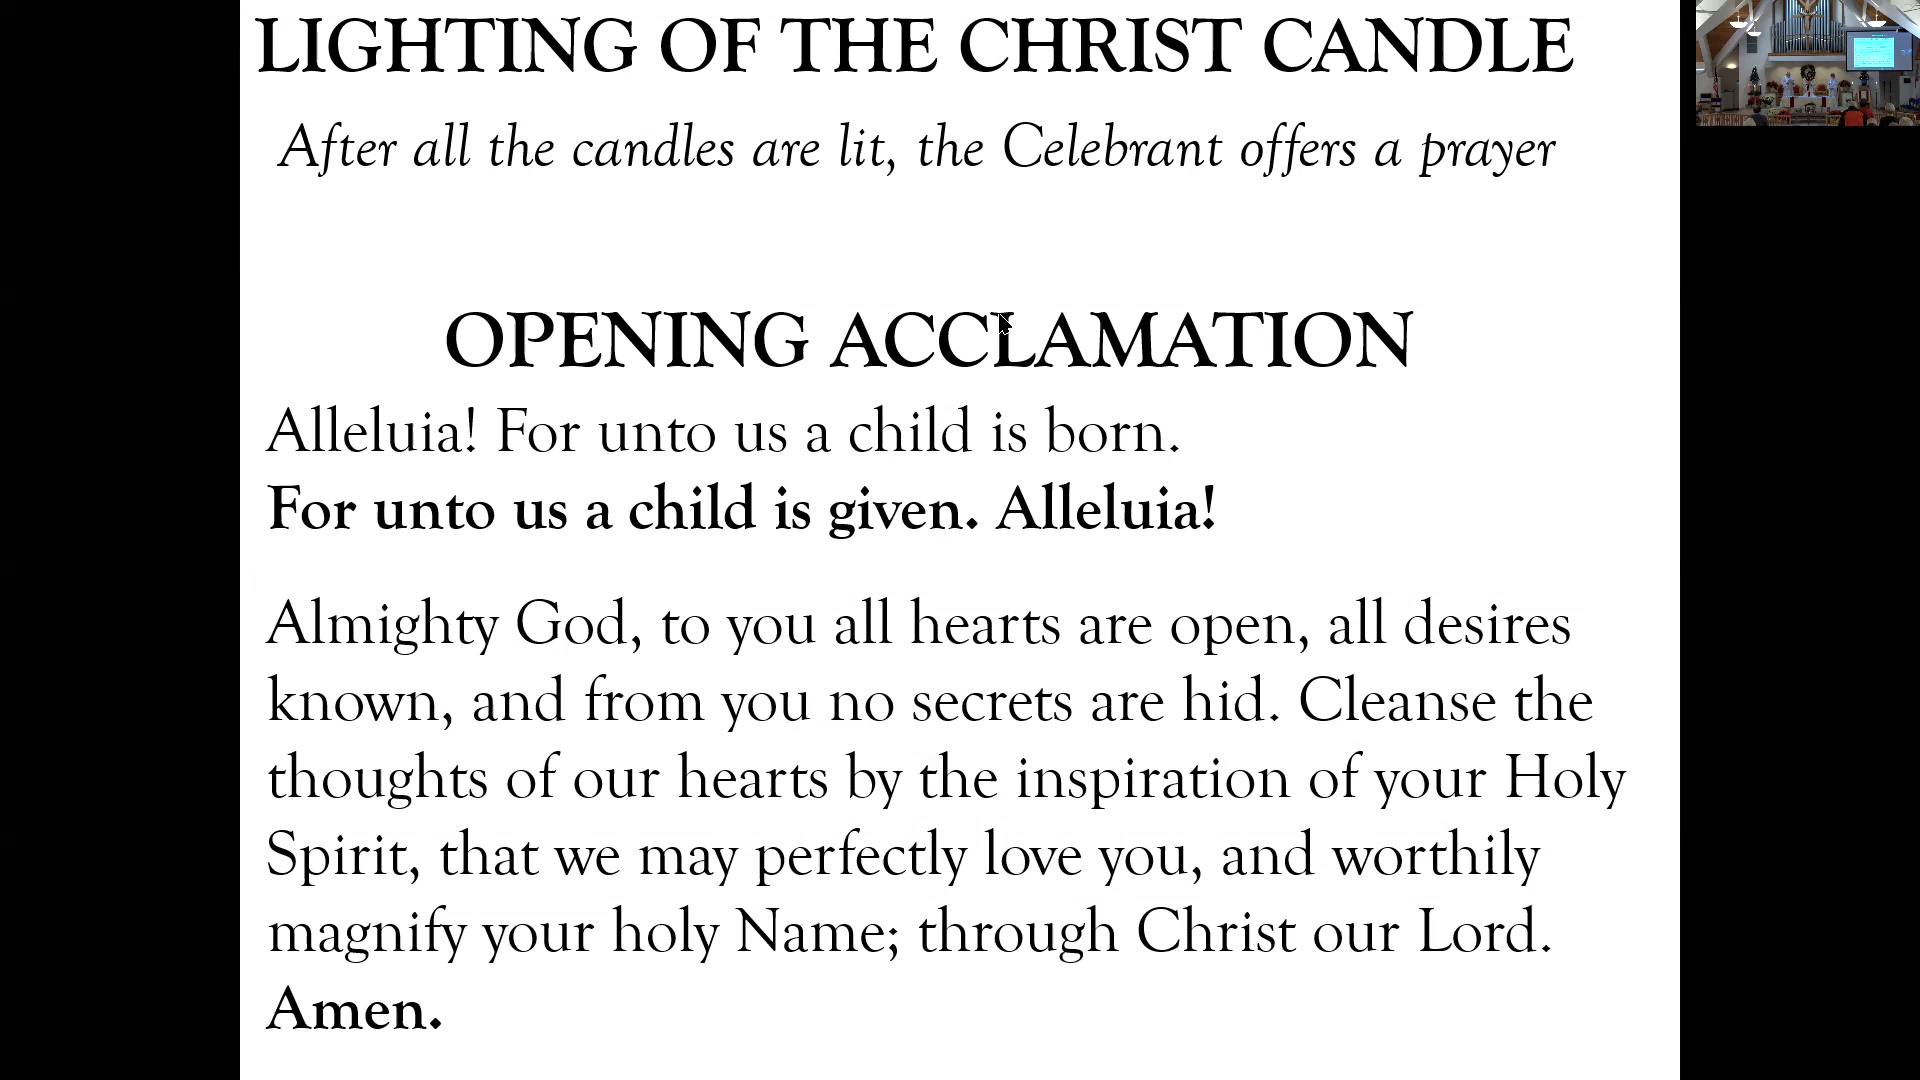 LIGHTING OF THE CHRIST CANDLE
After all the candles are lit, the Celebrant offers a prayer
OPENING ACCLAMATION
Alleluia! For unto us a child is born.
For unto us a child is given. Alleluia!
Almighty God, to you all hearts are open, all desires
known, and from you no secrets are hid. Cleanse the
thoughts of our hearts by the inspiration of your Holy
Spirit, that we may perfectly love you, and worthily
magnify your holy Name; through Christ our Lord.
Amen.